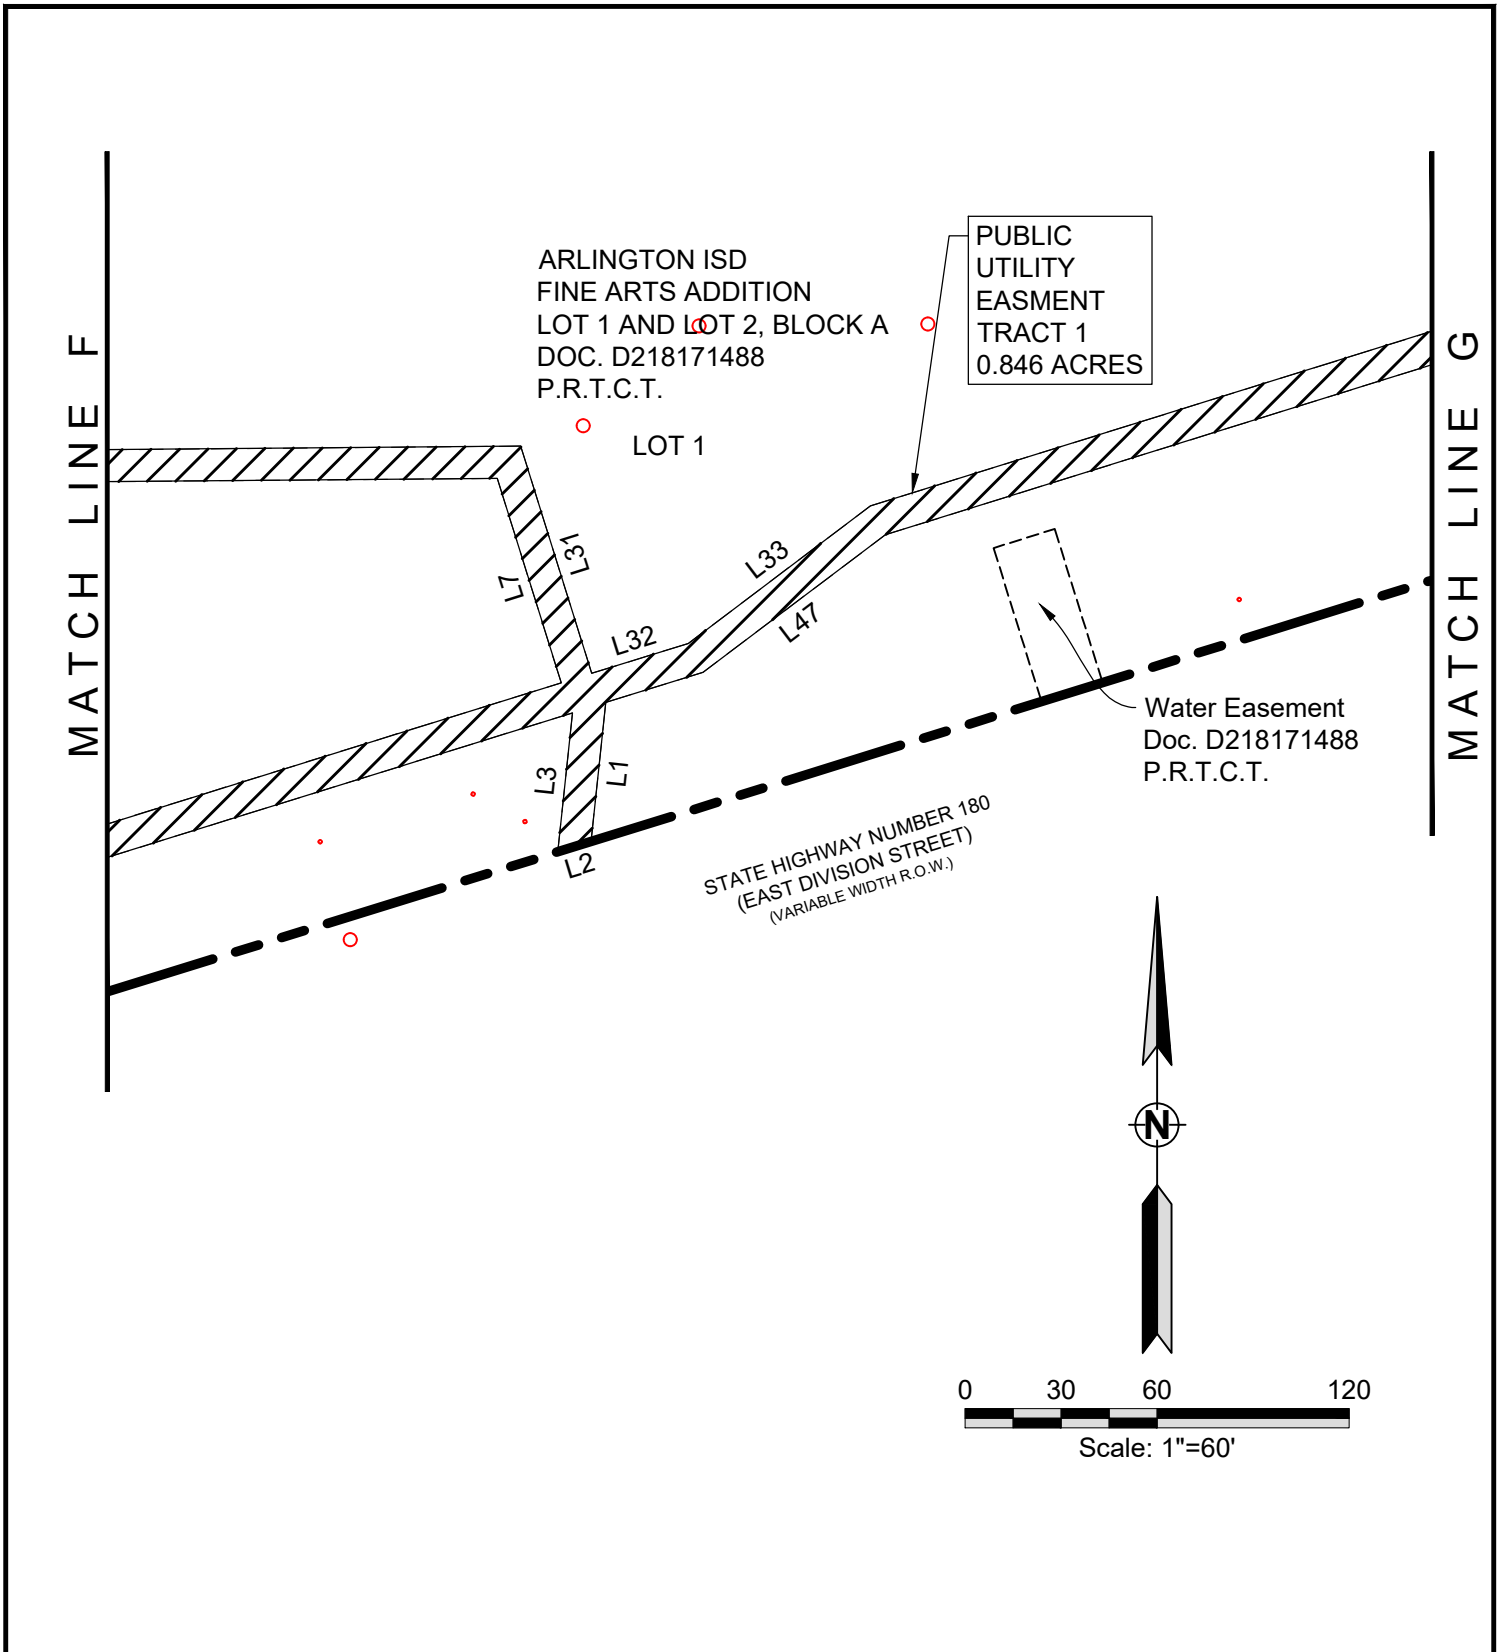 ARLINGTON ISD
FINE ARTS ADDITION
LOT 1 AND LOT 2, BLOCK A
DOC. D218171488
P.R.T.C.T.
LOT 1
PUBLIC
UTILITY
EASMENT
TRACT 1
0.846 ACRES
MATCH LINE F
MATCH LINE G
L31
L7
L33
L47
L32
L3
L1
L2
Water Easement
Doc. D218171488
P.R.T.C.T.
STATE HIGHWAY NUMBER 180
(EAST DIVISION STREET)
(VARIABLE WIDTH R.O.W.)
N
0 30 60 120
Scale: 1"=60'